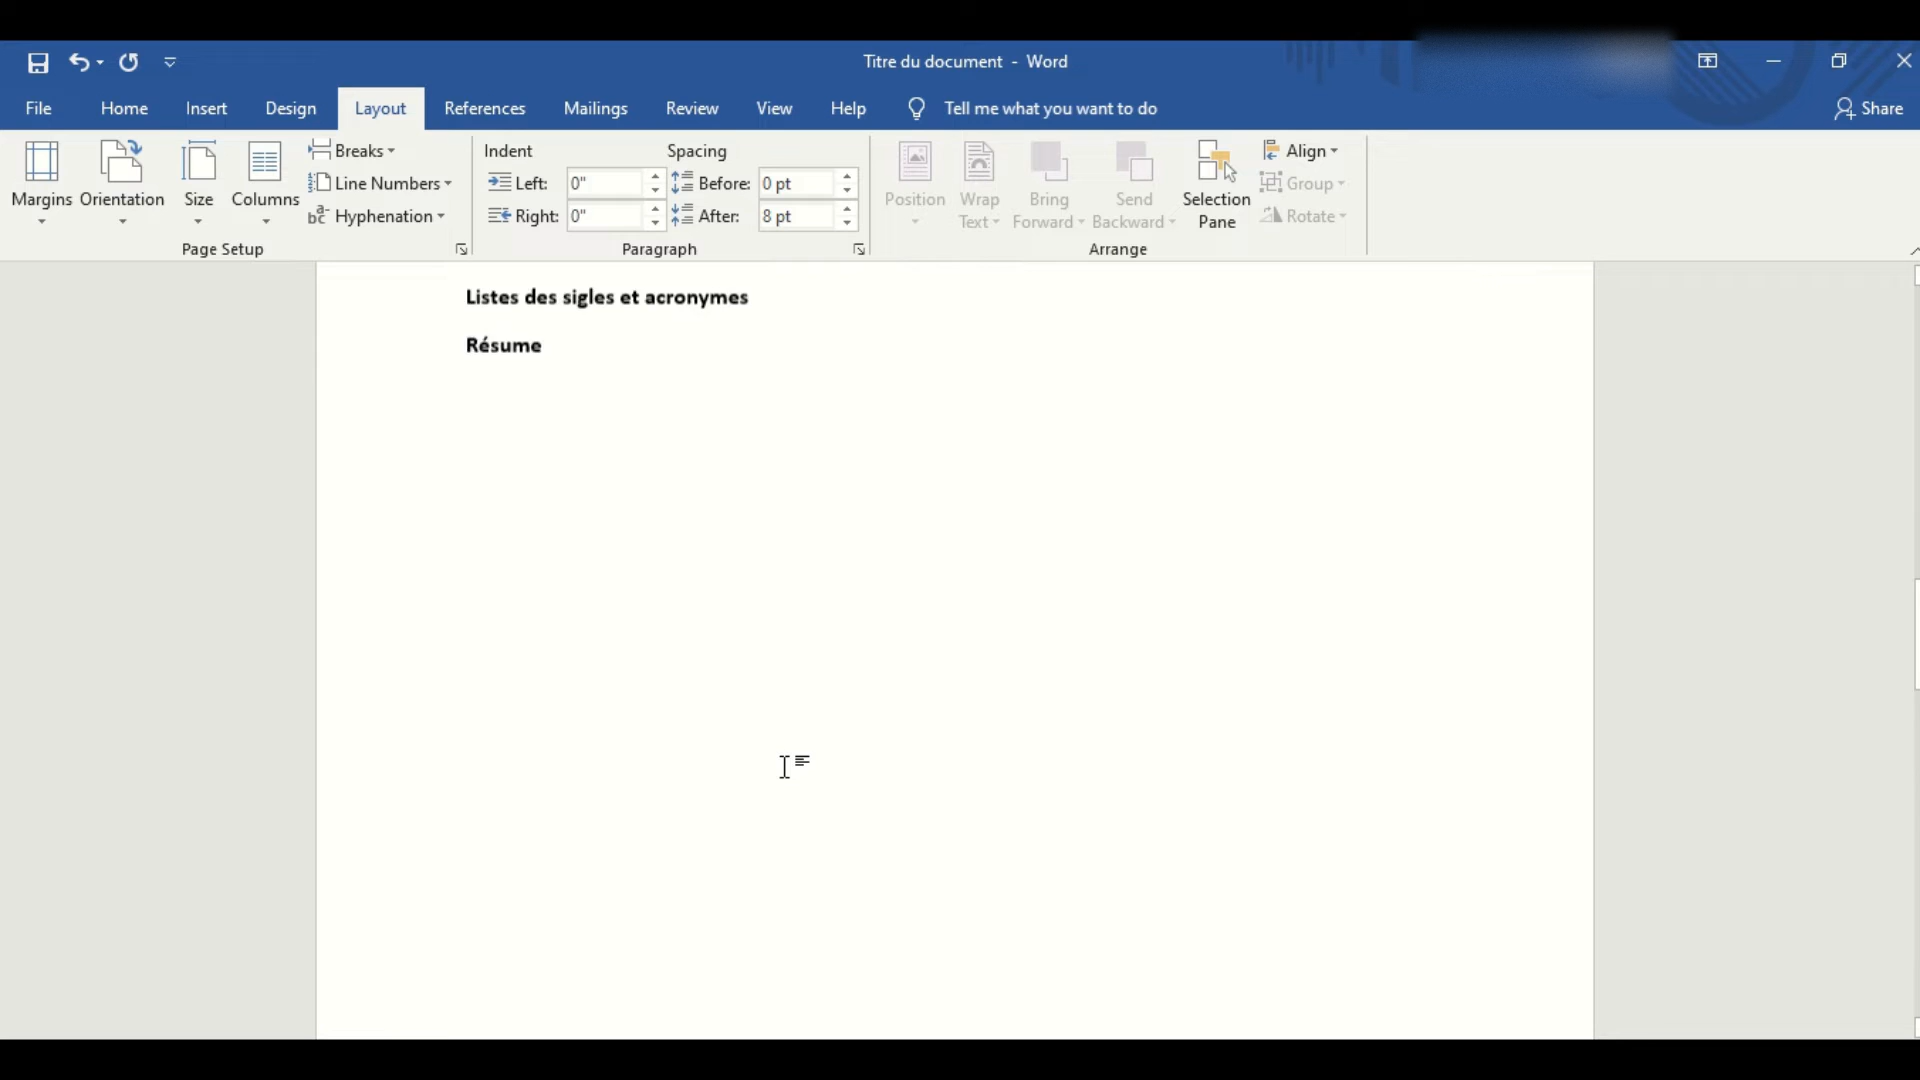 Titre du document - Word
File Home Insert Design Layout References Mailings Review View Help Tell me what you want to do Share
Margins Orientation Size Columns
Breaks
Line Numbers
Hyphenation
Page Setup
Indent Spacing
Left: 0" Before: 0 pt
Right: 0" After: 8 pt
Paragraph
Position Wrap Text Bring Forward Send Backward Selection Pane
Align
Group
Rotate
Arrange
Listes des sigles et acronymes
Résume